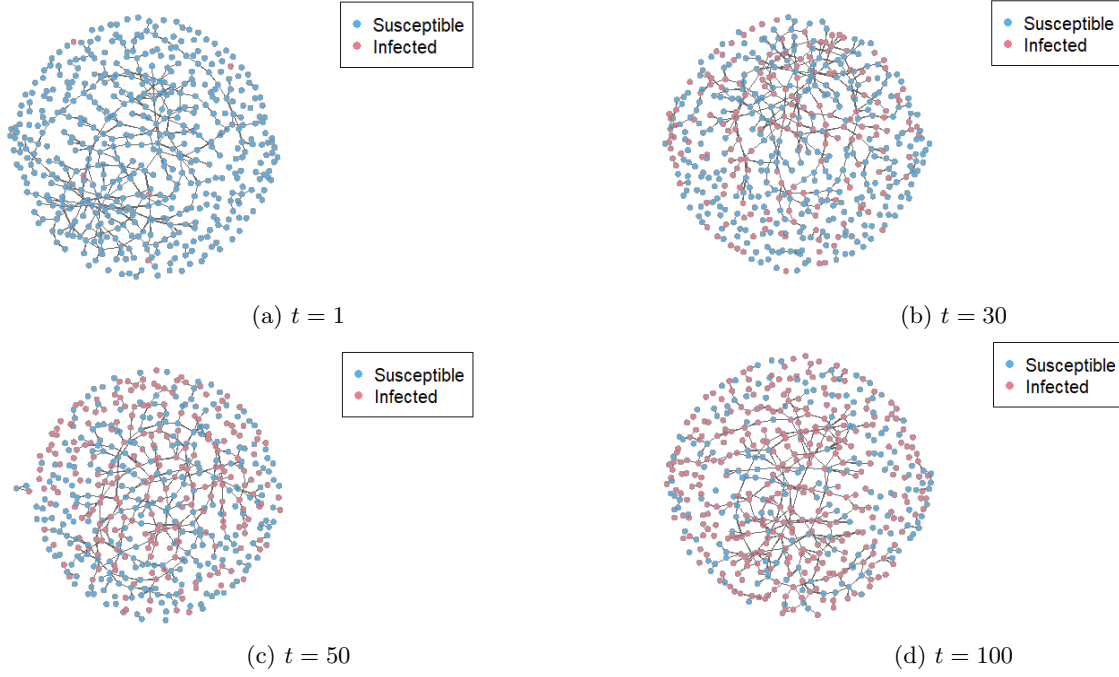 Susceptible
Infected
Susceptible
Infected
(a) t = 1
(b) t = 30
Susceptible
Infected
Susceptible
Infected
(c) t = 50
(d) t = 100